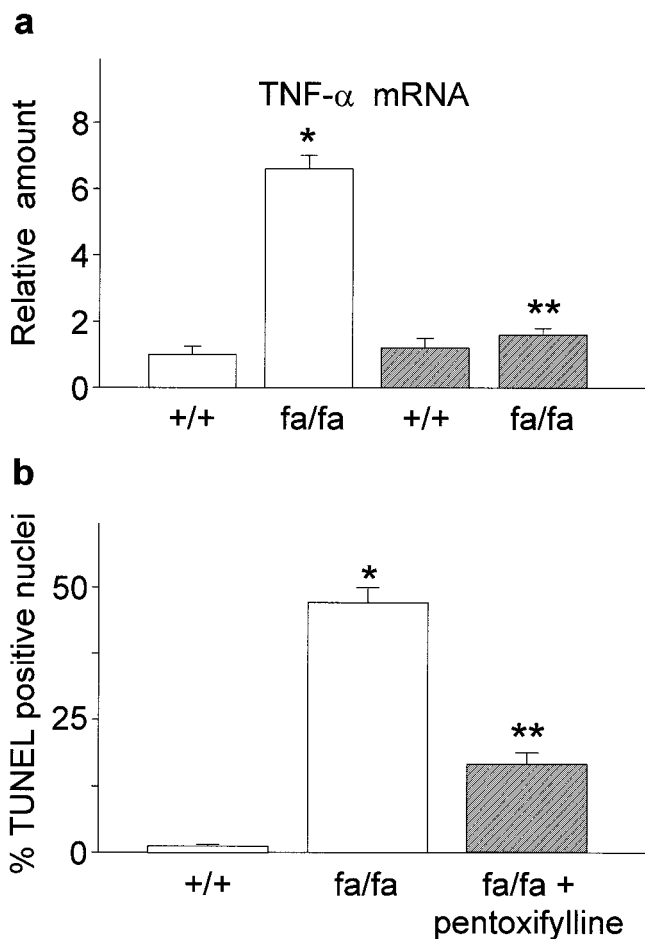 a
TNF-α mRNA
Relative amount
8
6
4
2
0
*
**
+/+ fa/fa +/+ fa/fa
b
% TUNEL positive nuclei
50
25
0
*
**
+/+ fa/fa fa/fa +
pentoxifylline